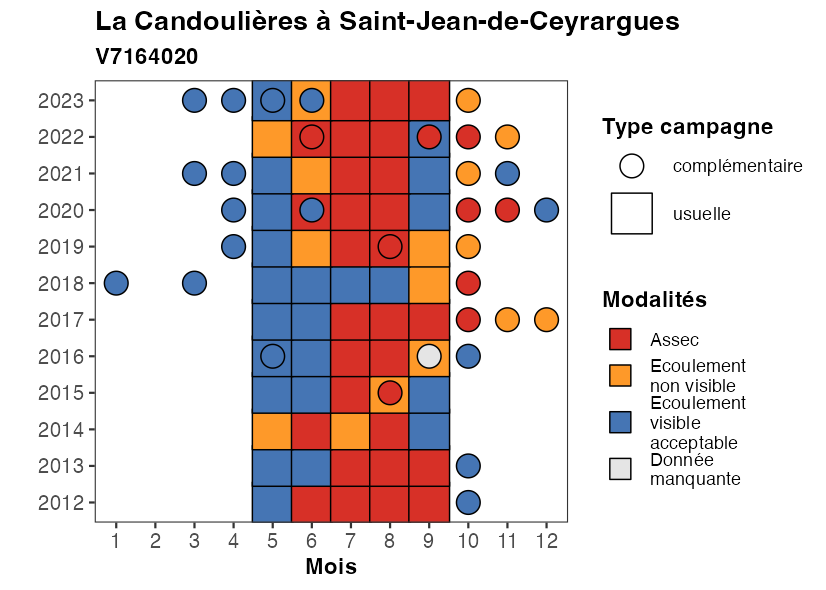 La Candoulières à Saint-Jean-de-Ceyrargues
V7164020
2023
2022
2021
2020
2019
2018
2017
2016
2015
2014
2013
2012
1 2 3 4 5 6 7 8 9 10 11 12
Mois
Type campagne
complémentaire
usuelle
Modalités
Assec
Ecoulement
non visible
Ecoulement
visible
acceptable
Donnée
manquante